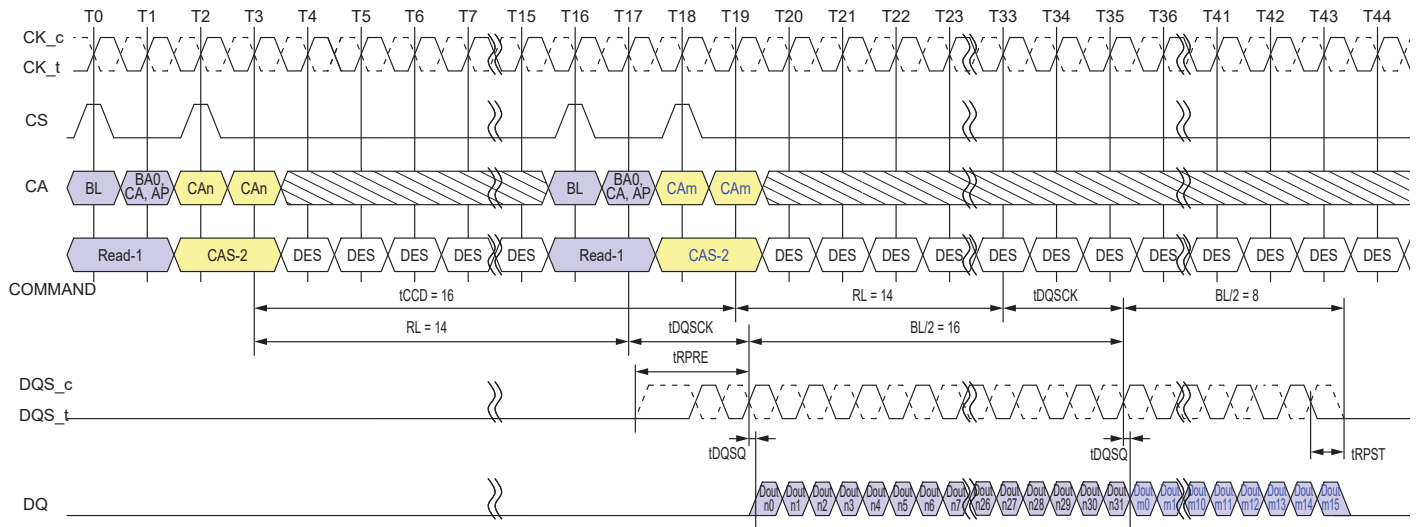 T0 T1 T2 T3 T4 T5 T6 T7 T15 T16 T17 T18 T19 T20 T21 T22 T23 T33 T34 T35 T36 T41 T42 T43 T44
CK_c
CK_t
CS
CA BL BA0, CA, AP CAn CAn BL BA0, CA, AP CAm CAm
Read-1 CAS-2 DES DES DES DES DES Read-1 CAS-2 DES DES DES DES DES DES DES DES DES DES DES DES
COMMAND
tCCD = 16 RL = 14 tDQSCK BL/2 = 8
RL = 14 tDQSCK BL/2 = 16
tRPRE
DQS_c
DQS_t
tDQSQ tDQSQ tRPST
DQ Dout n0 Dout n1 Dout n2 Dout n3 Dout n4 Dout n5 Dout n6 Dout n7 Dout n26 Dout n27 Dout n28 Dout n29 Dout n30 Dout n31 Dout m0 Dout m1 Dout m10 Dout m11 Dout m12 Dout m13 Dout m14 Dout m15